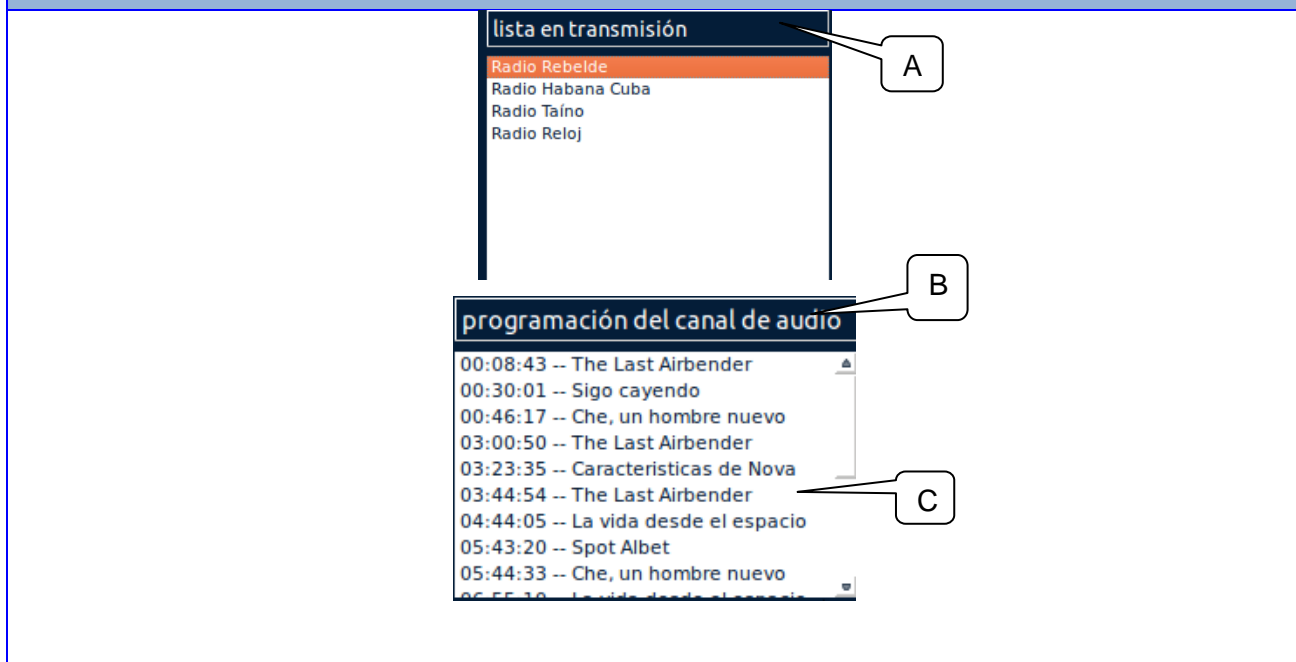 lista en transmisión
A
Radio Rebelde
Radio Habana Cuba
Radio Taíno
Radio Reloj
B
programación del canal de audio
00:08:43 -- The Last Airbender
00:30:01 -- Sigo cayendo
00:46:17 -- Che, un hombre nuevo
03:00:50 -- The Last Airbender
03:23:35 -- Caracteristicas de Nova
03:44:54 -- The Last Airbender
C
04:44:05 -- La vida desde el espacio
05:43:20 -- Spot Albet
05:44:33 -- Che, un hombre nuevo